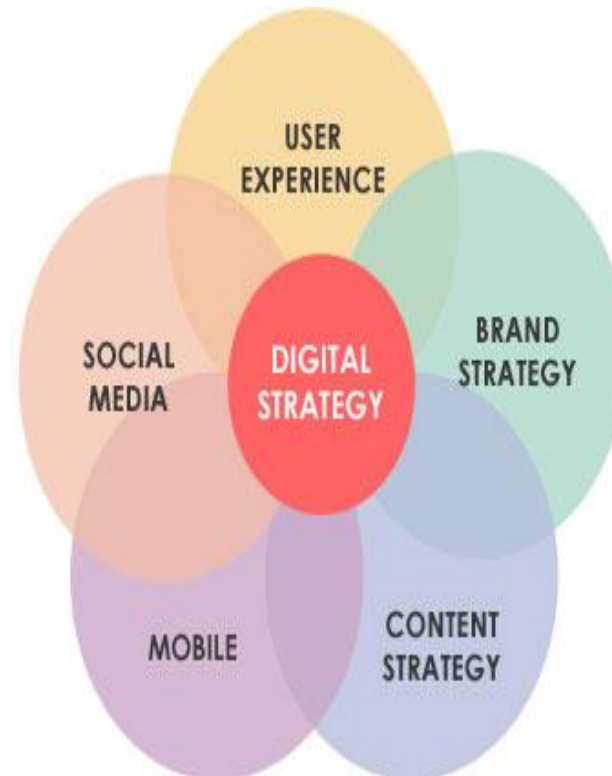 USER
EXPERIENCE
BRAND
STRATEGY
SOCIAL
MEDIA
DIGITAL
STRATEGY
CONTENT
STRATEGY
MOBILE